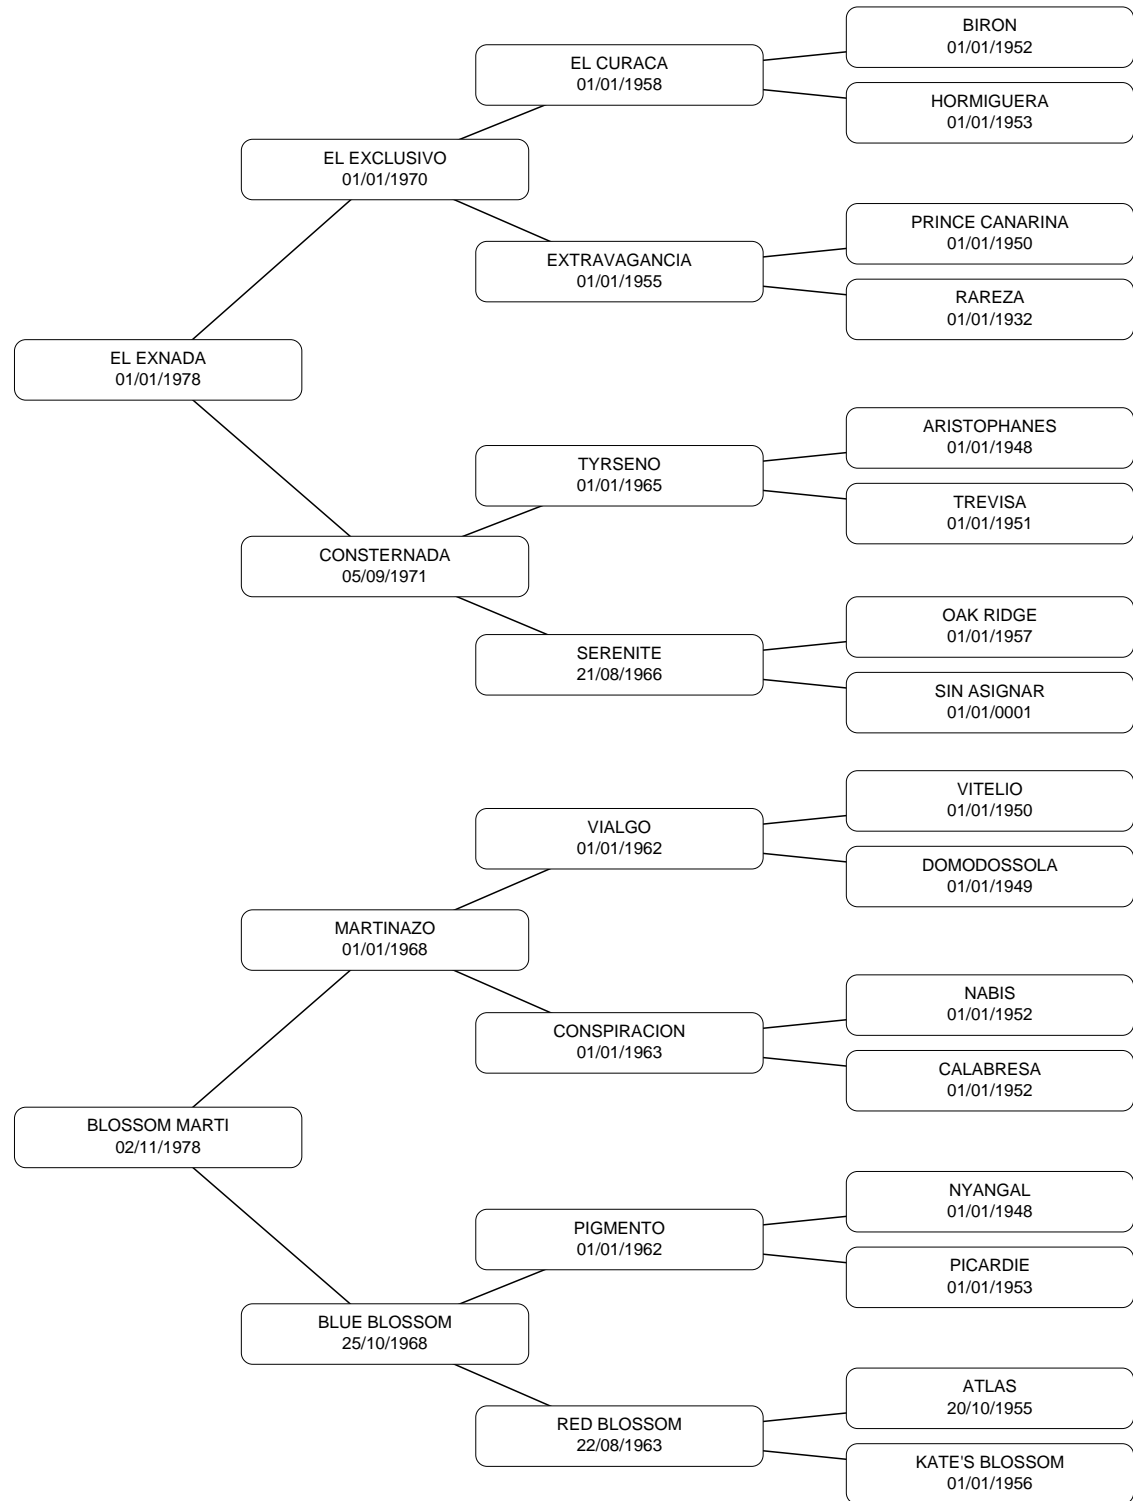 BIRON
01/01/1952
EL CURACA
01/01/1958
HORMIGUERA
01/01/1953
EL EXCLUSIVO
01/01/1970
PRINCE CANARINA
01/01/1950
EXTRAVAGANCIA
01/01/1955
RAREZA
01/01/1932
EL EXNADA
01/01/1978
ARISTOPHANES
01/01/1948
TYRSENO
01/01/1965
TREVISA
01/01/1951
CONSTERNADA
05/09/1971
OAK RIDGE
01/01/1957
SERENITE
21/08/1966
SIN ASIGNAR
01/01/0001
VITELIO
01/01/1950
VIALGO
01/01/1962
DOMODOSSOLA
01/01/1949
MARTINAZO
01/01/1968
NABIS
01/01/1952
CONSPIRACION
01/01/1963
CALABRESA
01/01/1952
BLOSSOM MARTI
02/11/1978
NYANGAL
01/01/1948
PIGMENTO
01/01/1962
PICARDIE
01/01/1953
BLUE BLOSSOM
25/10/1968
ATLAS
20/10/1955
RED BLOSSOM
22/08/1963
KATE'S BLOSSOM
01/01/1956